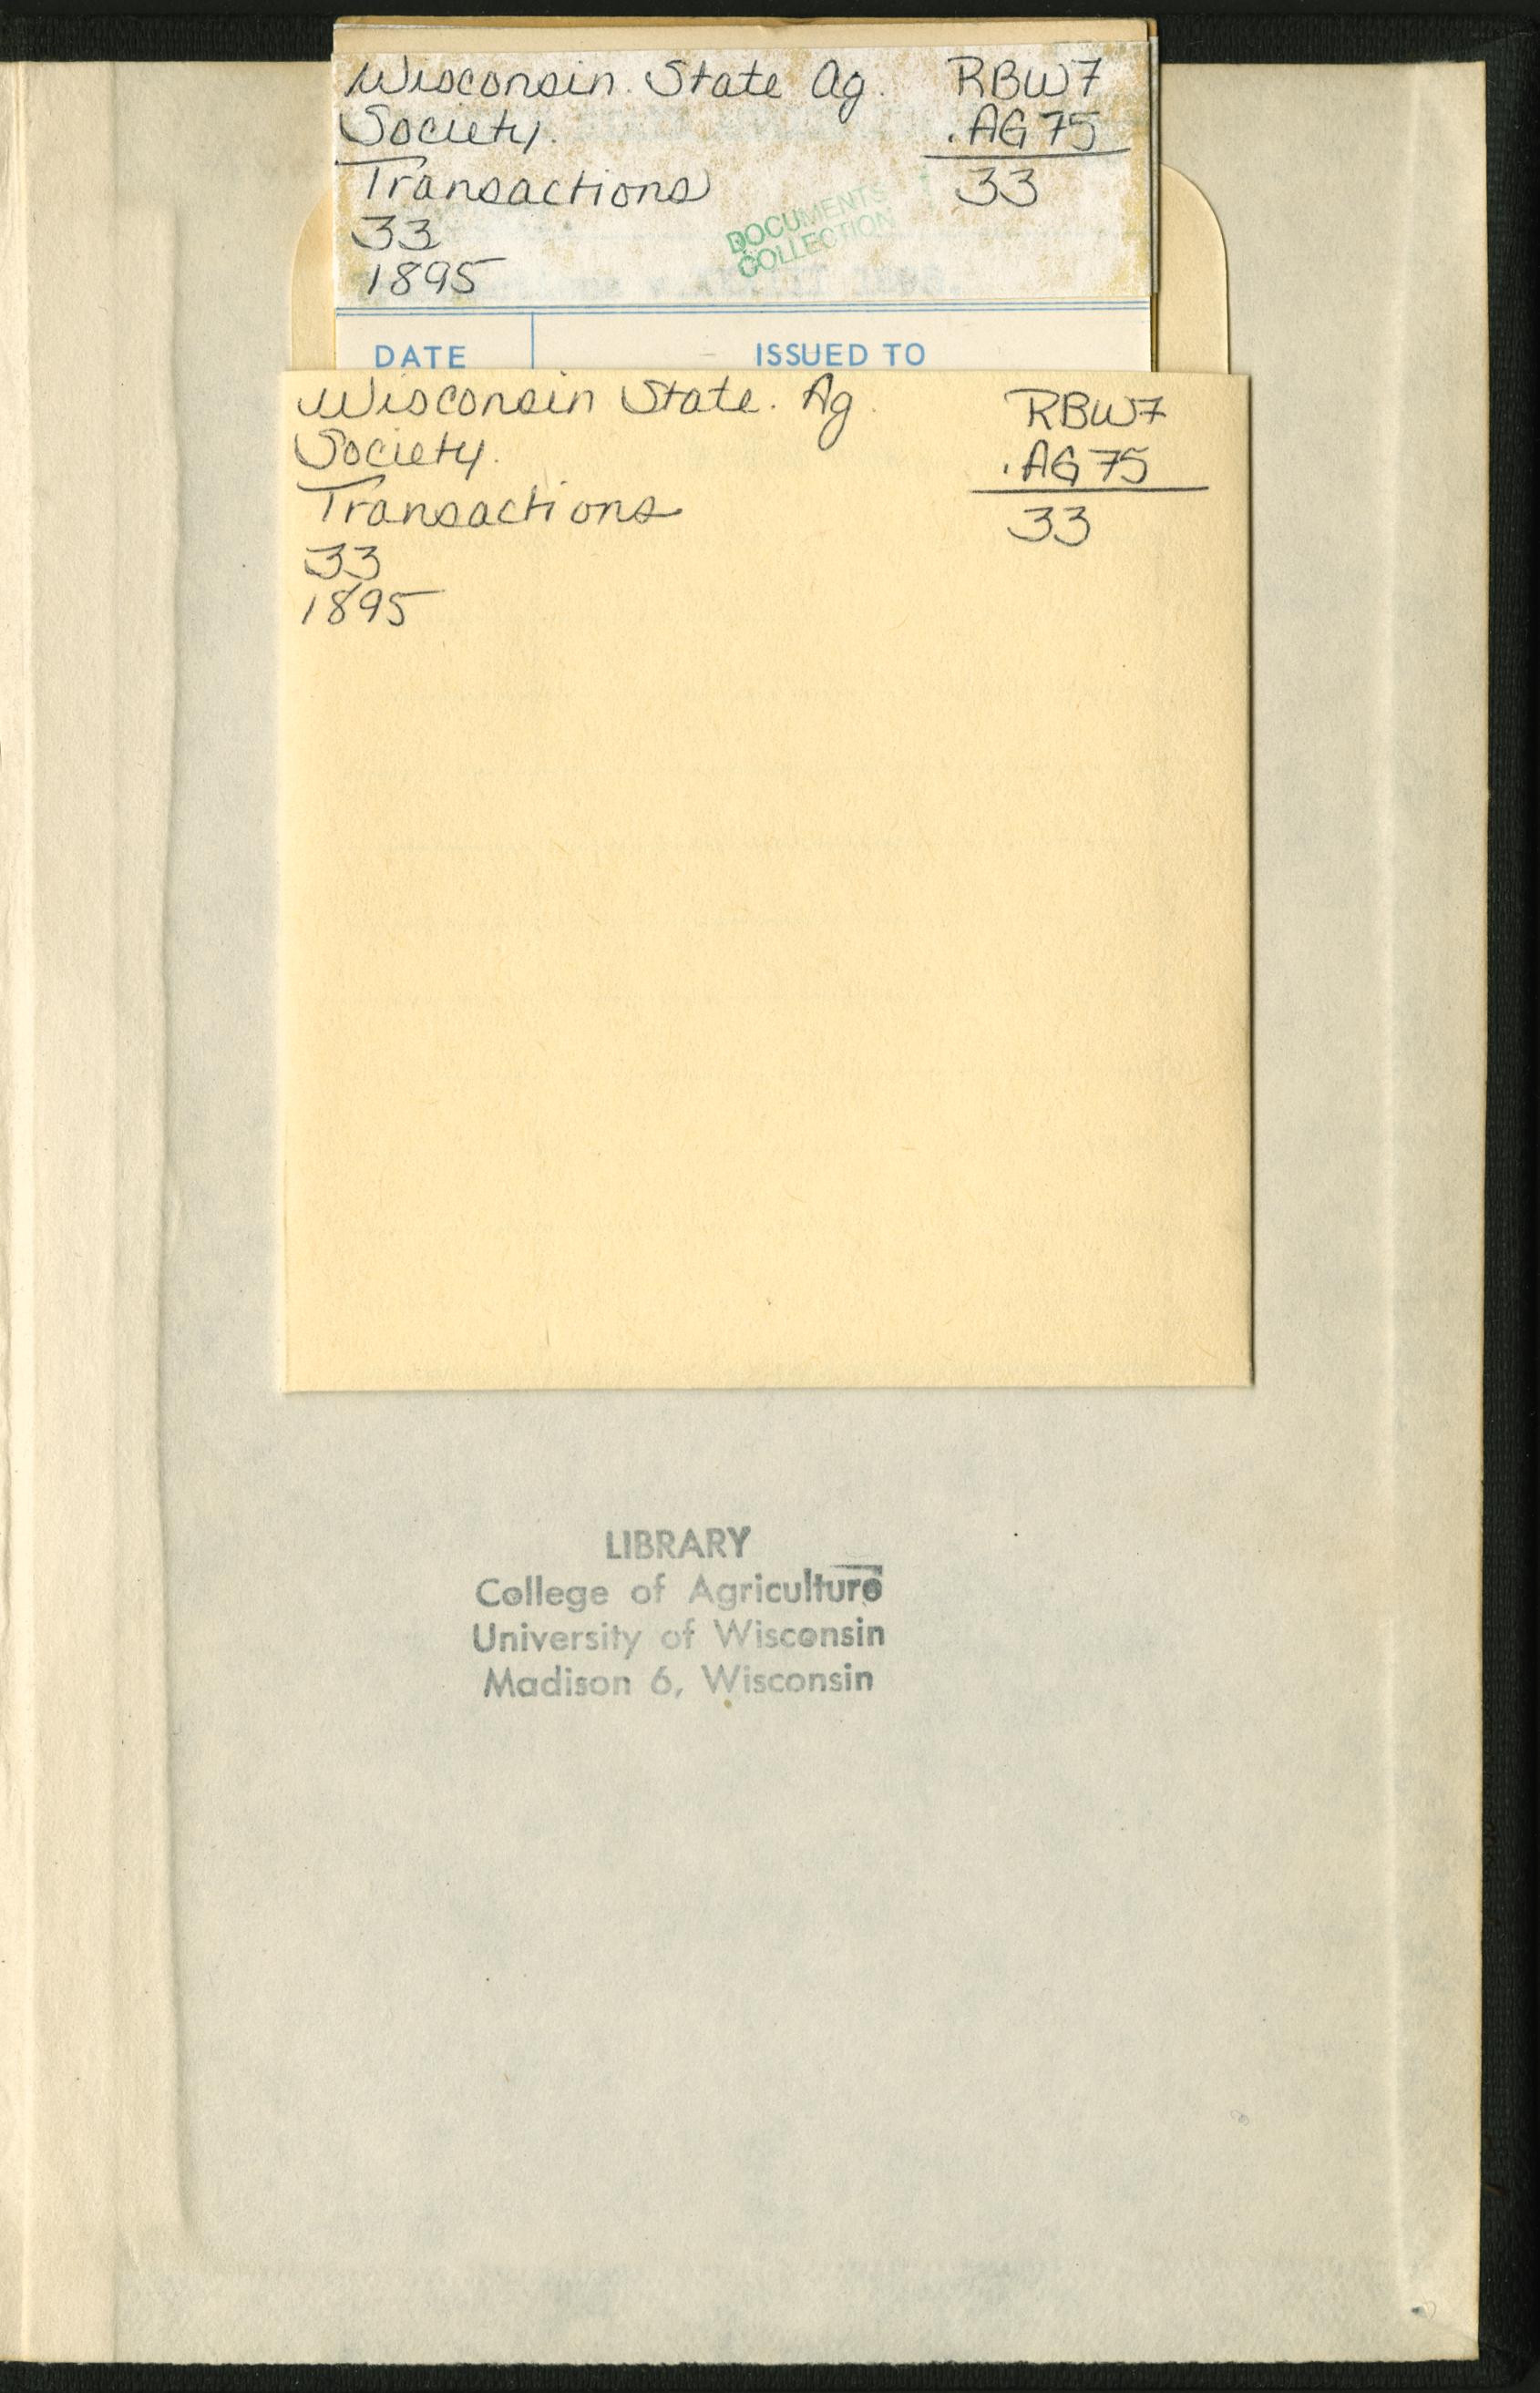 Wisconsin. State Ag. RBW7
Society. .AG75
Transactions 33
33
1895
DOCUMENTS
COLLECTION
DATE ISSUED TO
Wisconsin State. Ag. RBW7
Society. .AG75
Transactions 33
33
1895
LIBRARY
College of Agriculture
University of Wisconsin
Madison 6, Wisconsin